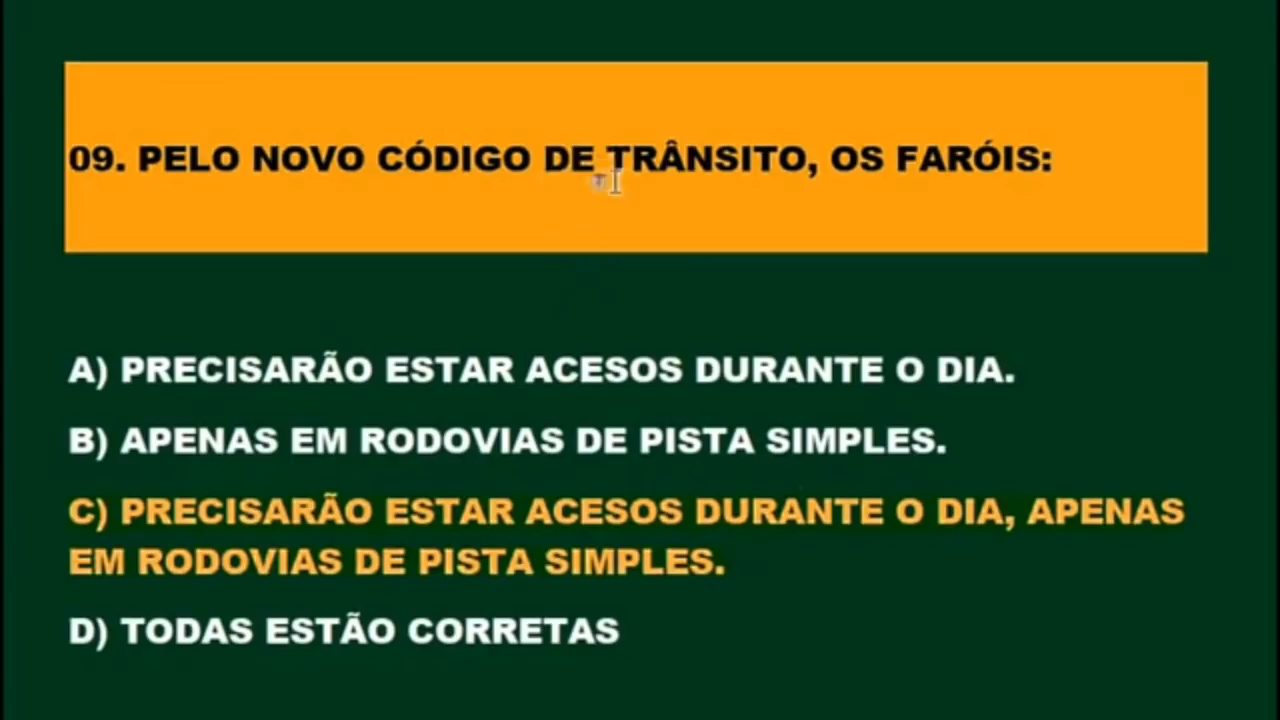 09. PELO NOVO CÓDIGO DE TRÂNSITO, OS FARÓIS:
A) PRECISARÃO ESTAR ACESOS DURANTE O DIA.
B) APENAS EM RODOVIAS DE PISTA SIMPLES.
C) PRECISARÃO ESTAR ACESOS DURANTE O DIA, APENAS
EM RODOVIAS DE PISTA SIMPLES.
D) TODAS ESTÃO CORRETAS